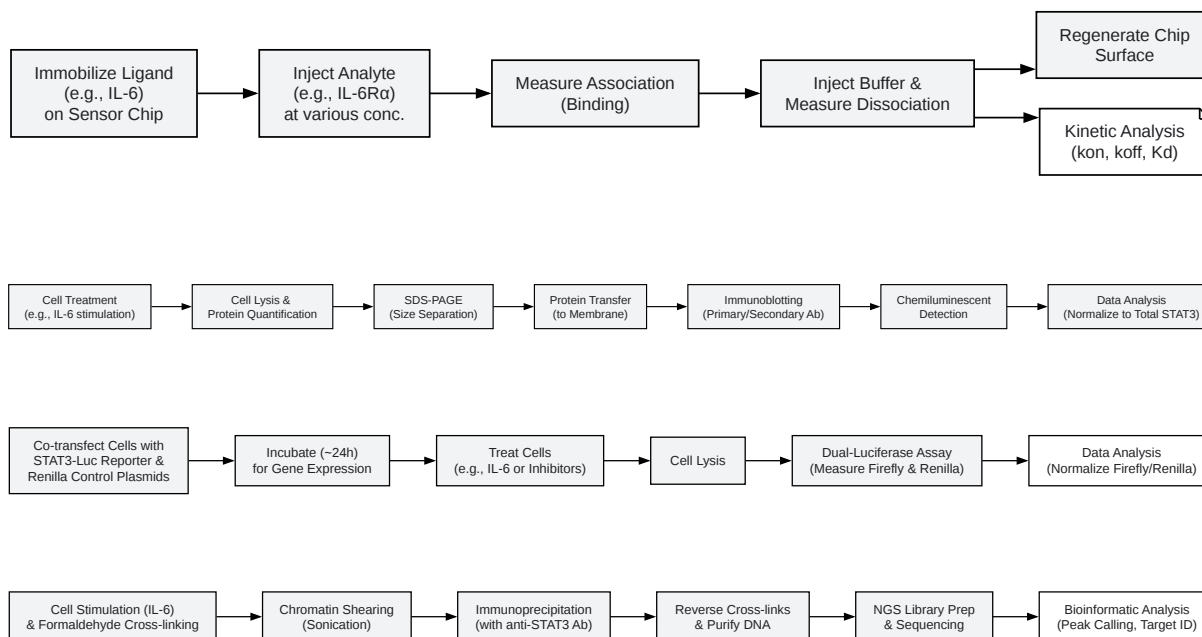 Immobilize Ligand
(e.g., IL-6)
on Sensor Chip
Inject Analyte
(e.g., IL-6Rα)
at various conc.
Measure Association
(Binding)
Inject Buffer &
Measure Dissociation
Regenerate Chip
Surface
Kinetic Analysis
(kon, koff, Kd)
Cell Treatment
(e.g., IL-6 stimulation)
Cell Lysis &
Protein Quantification
SDS-PAGE
(Size Separation)
Protein Transfer
(to Membrane)
Immunoblotting
(Primary/Secondary Ab)
Chemiluminescent
Detection
Data Analysis
(Normalize to Total STAT3)
Co-transfect Cells with
STAT3-Luc Reporter &
Renilla Control Plasmids
Incubate (~24h)
for Gene Expression
Treat Cells
(e.g., IL-6 or Inhibitors)
Cell Lysis
Dual-Luciferase Assay
(Measure Firefly & Renilla)
Data Analysis
(Normalize Firefly/Renilla)
Cell Stimulation (IL-6)
& Formaldehyde Cross-linking
Chromatin Shearing
(Sonication)
Immunoprecipitation
(with anti-STAT3 Ab)
Reverse Cross-links
& Purify DNA
NGS Library Prep
& Sequencing
Bioinformatic Analysis
(Peak Calling, Target ID)